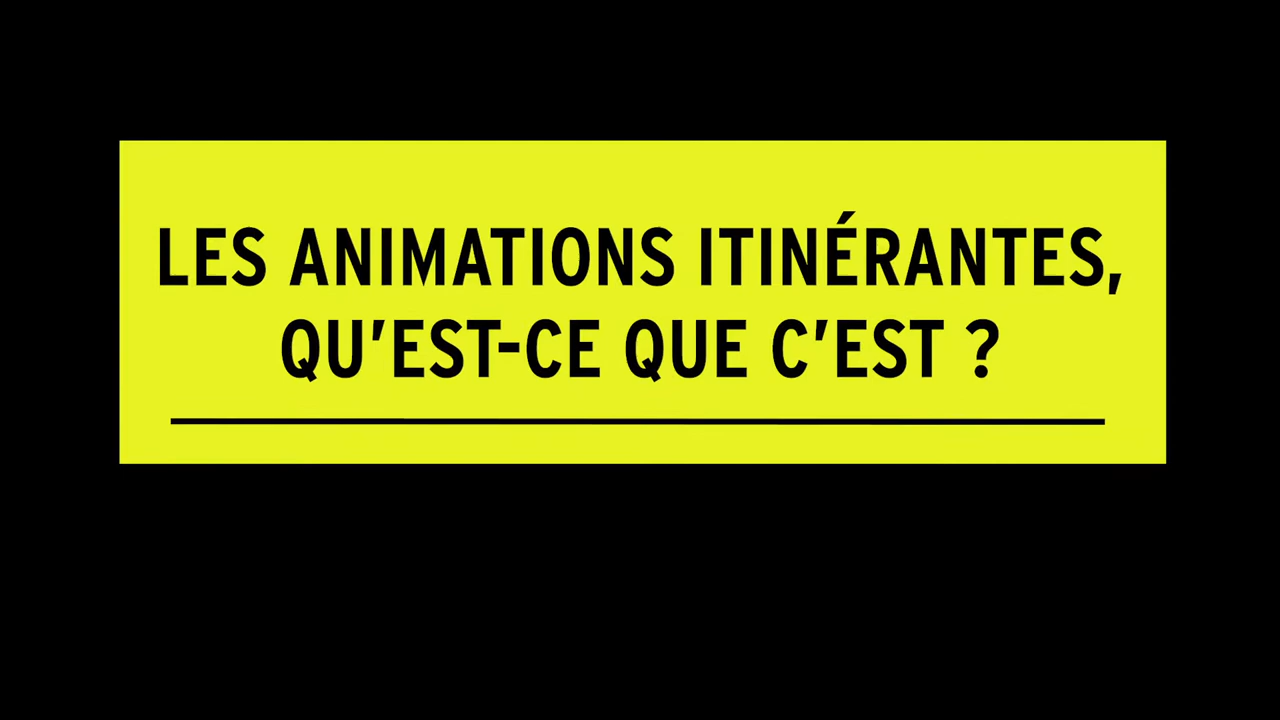 LES ANIMATIONS ITINÉRANTES,
QU’EST-CE QUE C’EST ?